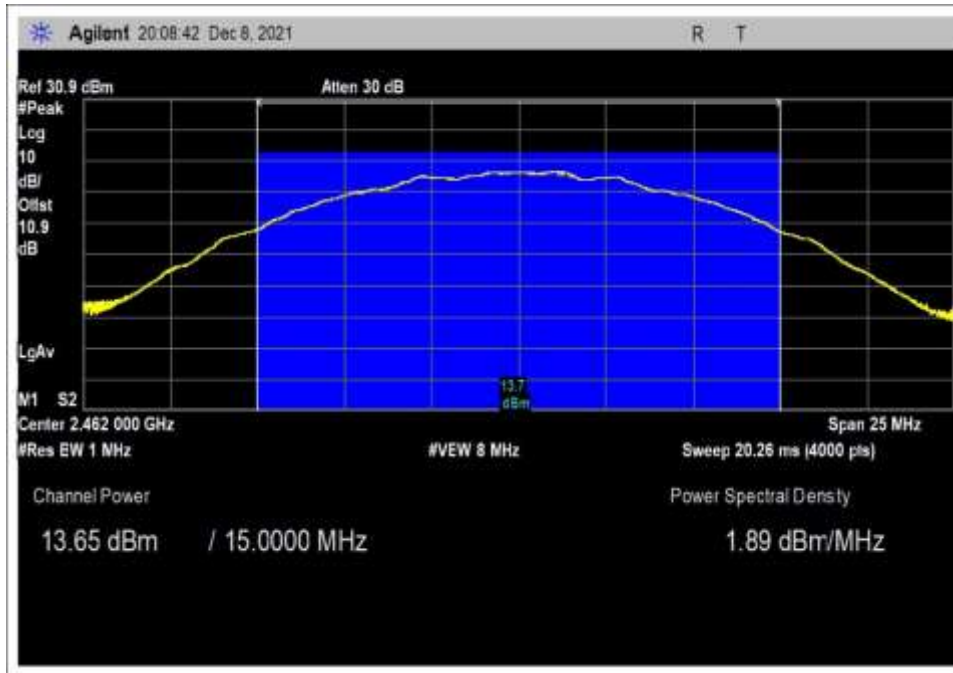 Agilent 20:08:42 Dec 8, 2021 R T
Ref 30.9 dBm Atten 30 dB
#Peak
Log
10
dB/
Offst
10.9
dB
LgAv
13.7
dBm
M1 S2
Center 2.462 000 GHz Span 25 MHz
#Res BW 1 MHz #VBW 8 MHz Sweep 20.26 ms (4000 pts)
Channel Power Power Spectral Density
13.65 dBm / 15.0000 MHz 1.89 dBm/MHz